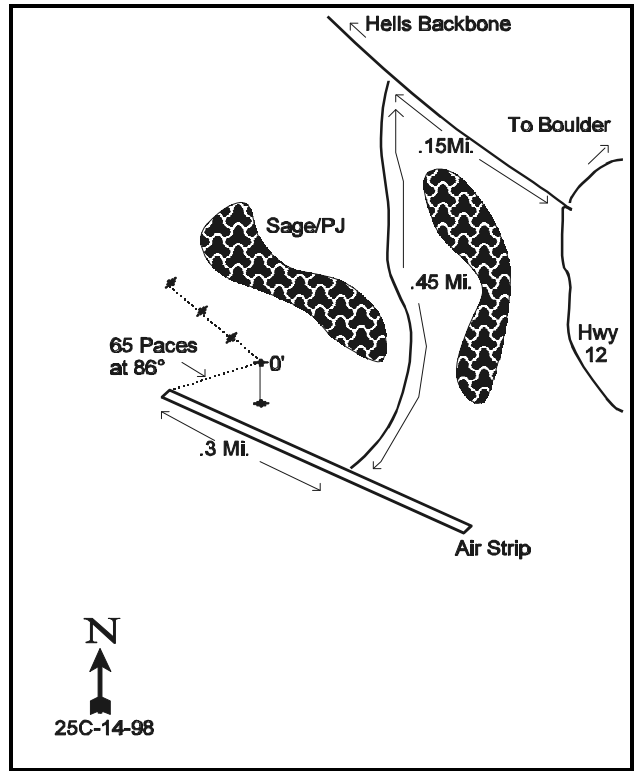 Hells Backbone
To Boulder
.15Mi.
Sage/PJ
.45 Mi.
Hwy
12
65 Paces
at 86°
0'
.3 Mi.
Air Strip
N
25C-14-98